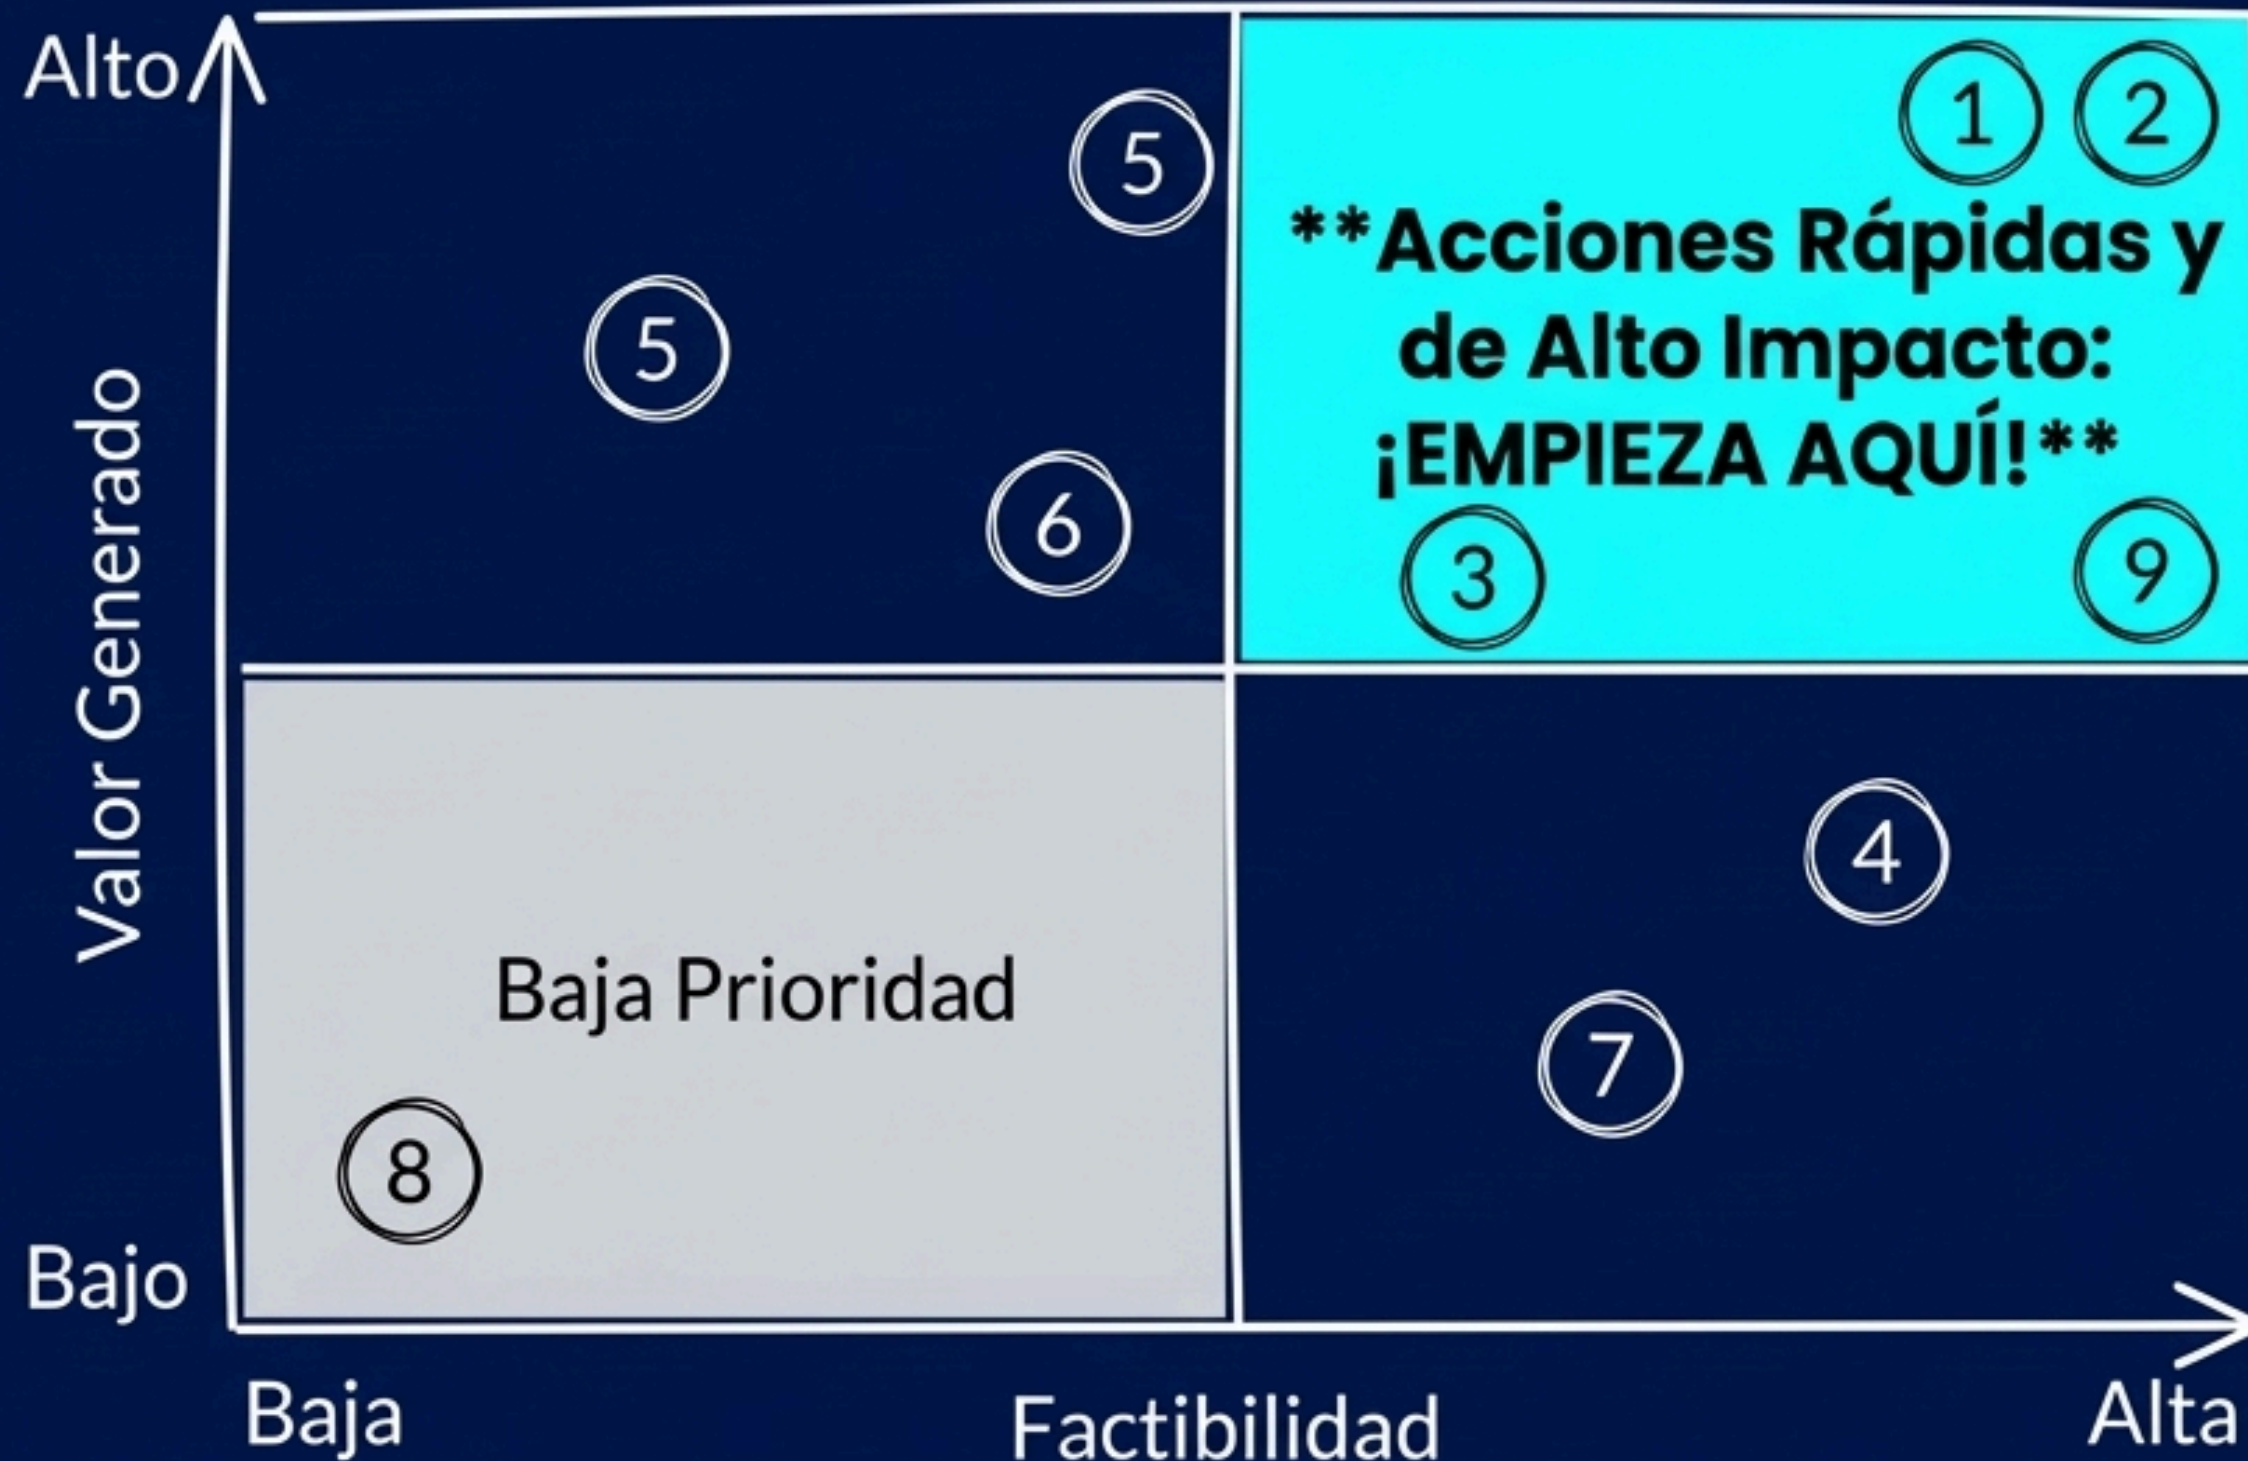 Alto
5
1
2
**Acciones Rápidas y
de Alto Impacto:
¡EMPIEZA AQUÍ!**
5
6
3
9
Valor Generado
4
Baja Prioridad
7
8
Bajo
Baja
Factibilidad
Alta